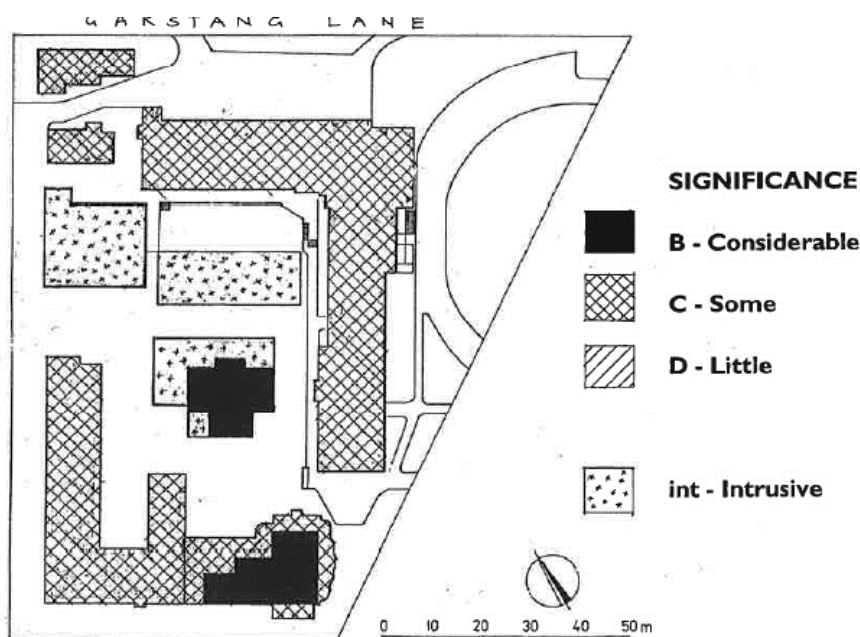 GARSTANG LANE
SIGNIFICANCE
B - Considerable
C - Some
D - Little
int - Intrusive
0 10 20 30 40 50 m